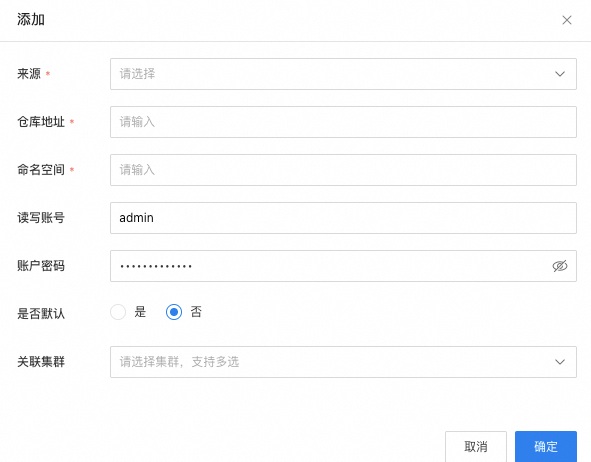 添加
来源 *
请选择
仓库地址 *
请输入
命名空间 *
请输入
读写账号
admin
账户密码
•••••••••••••
是否默认
是 否
关联集群
请选择集群，支持多选
取消 确定